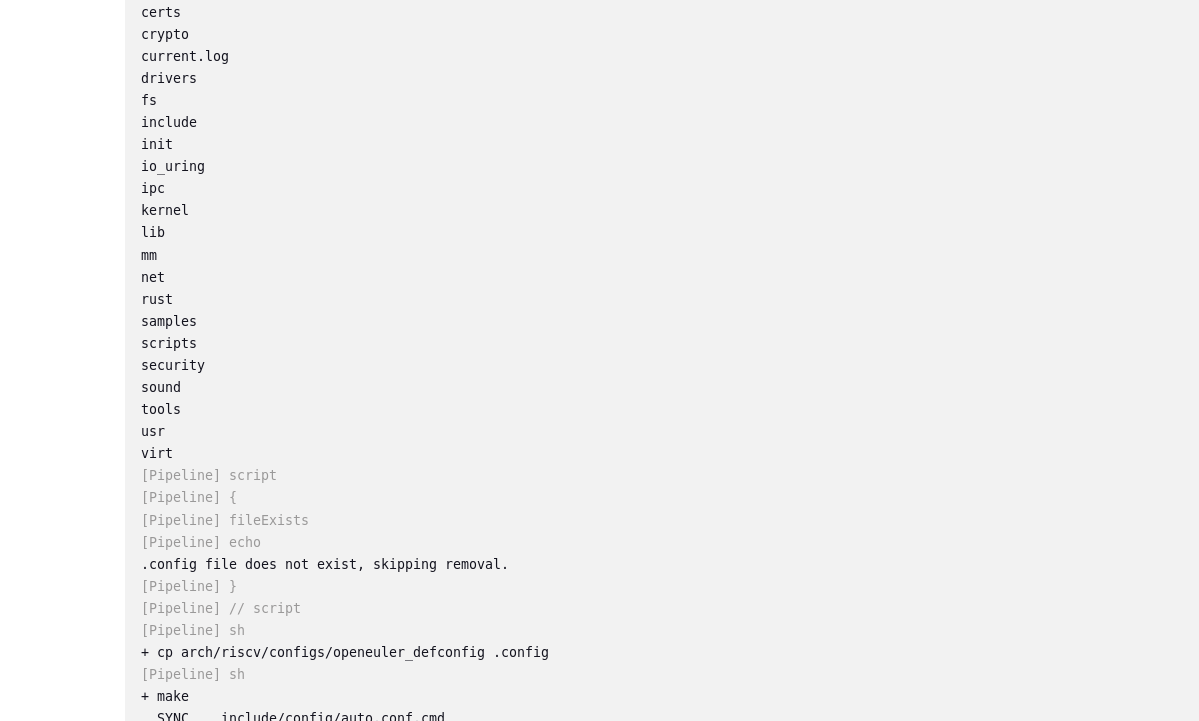 certs
crypto
current.log
drivers
fs
include
init
io_uring
ipc
kernel
lib
mm
net
rust
samples
scripts
security
sound
tools
usr
virt
[Pipeline] script
[Pipeline] {
[Pipeline] fileExists
[Pipeline] echo
.config file does not exist, skipping removal.
[Pipeline] }
[Pipeline] // script
[Pipeline] sh
+ cp arch/riscv/configs/openeuler_defconfig .config
[Pipeline] sh
+ make
  SYNC    include/config/auto.conf.cmd